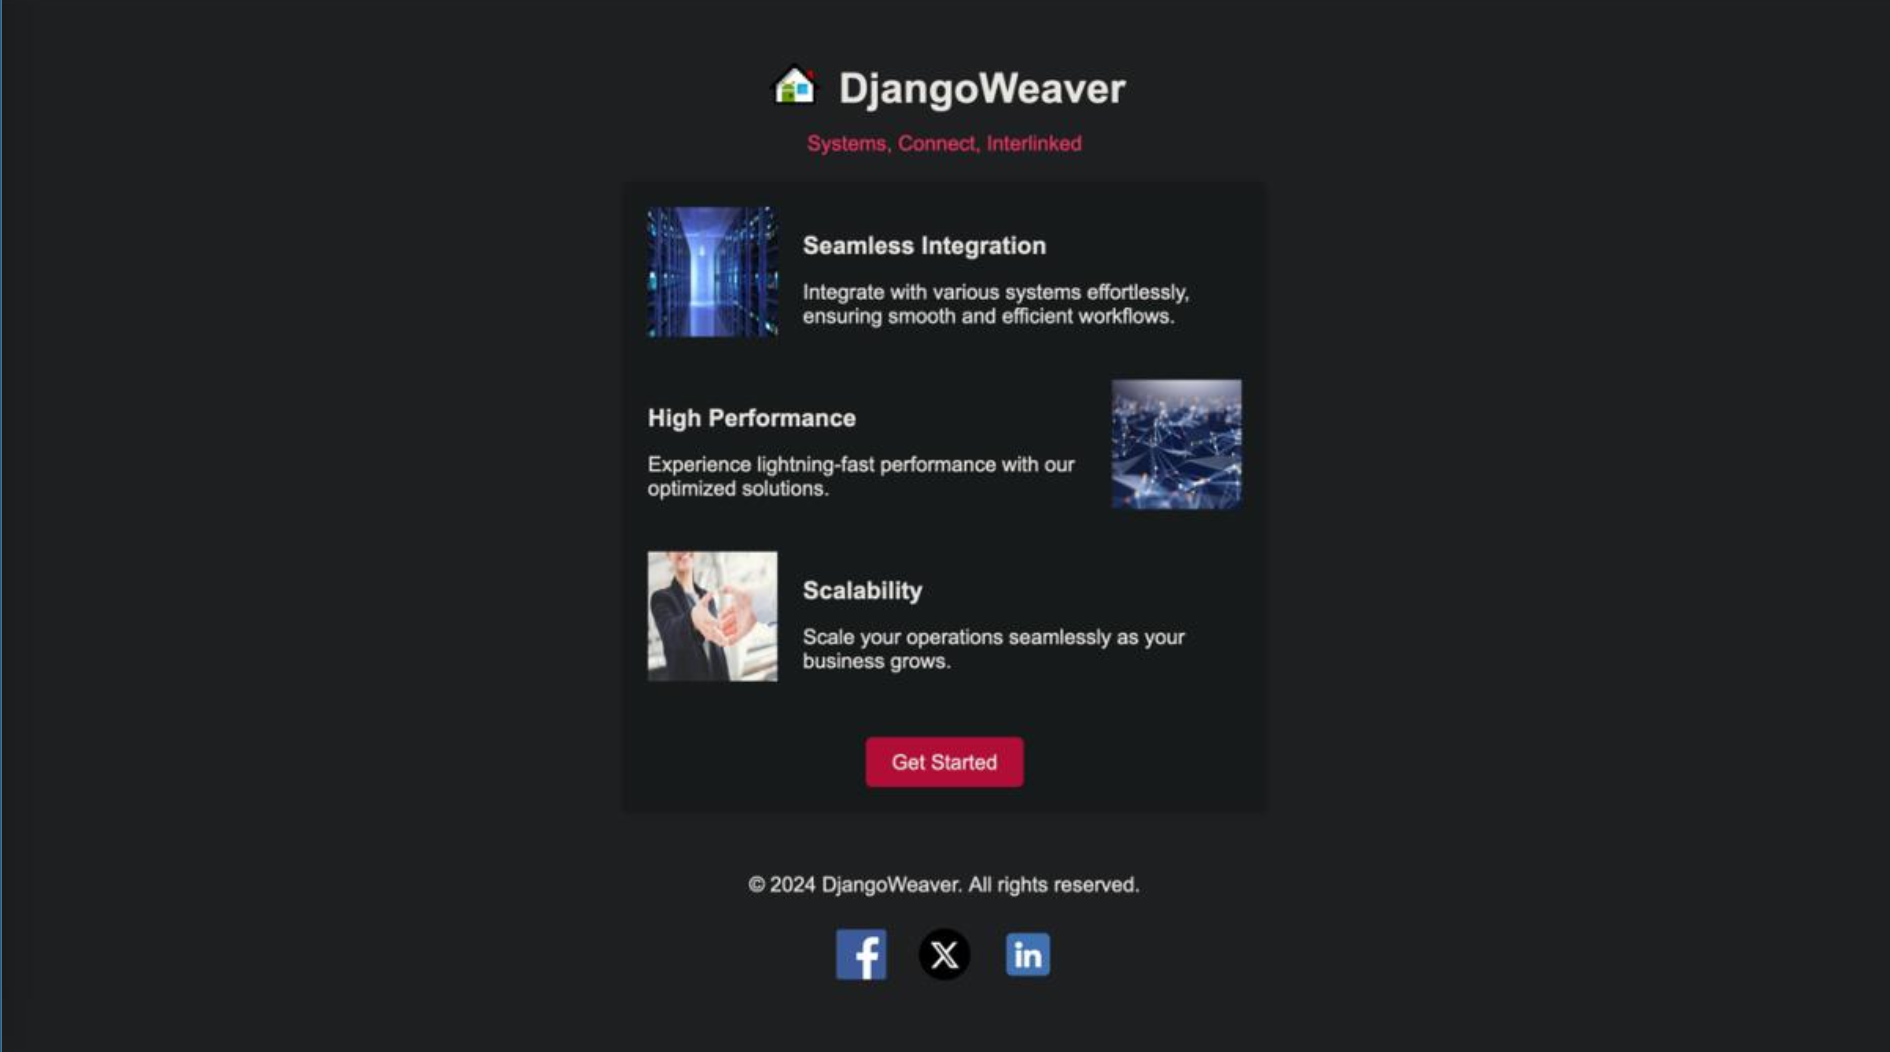 DjangoWeaver
Systems, Connect, Interlinked
Seamless Integration
Integrate with various systems effortlessly,
ensuring smooth and efficient workflows.
High Performance
Experience lightning-fast performance with our
optimized solutions.
Scalability
Scale your operations seamlessly as your
business grows.
Get Started
© 2024 DjangoWeaver. All rights reserved.
f X in